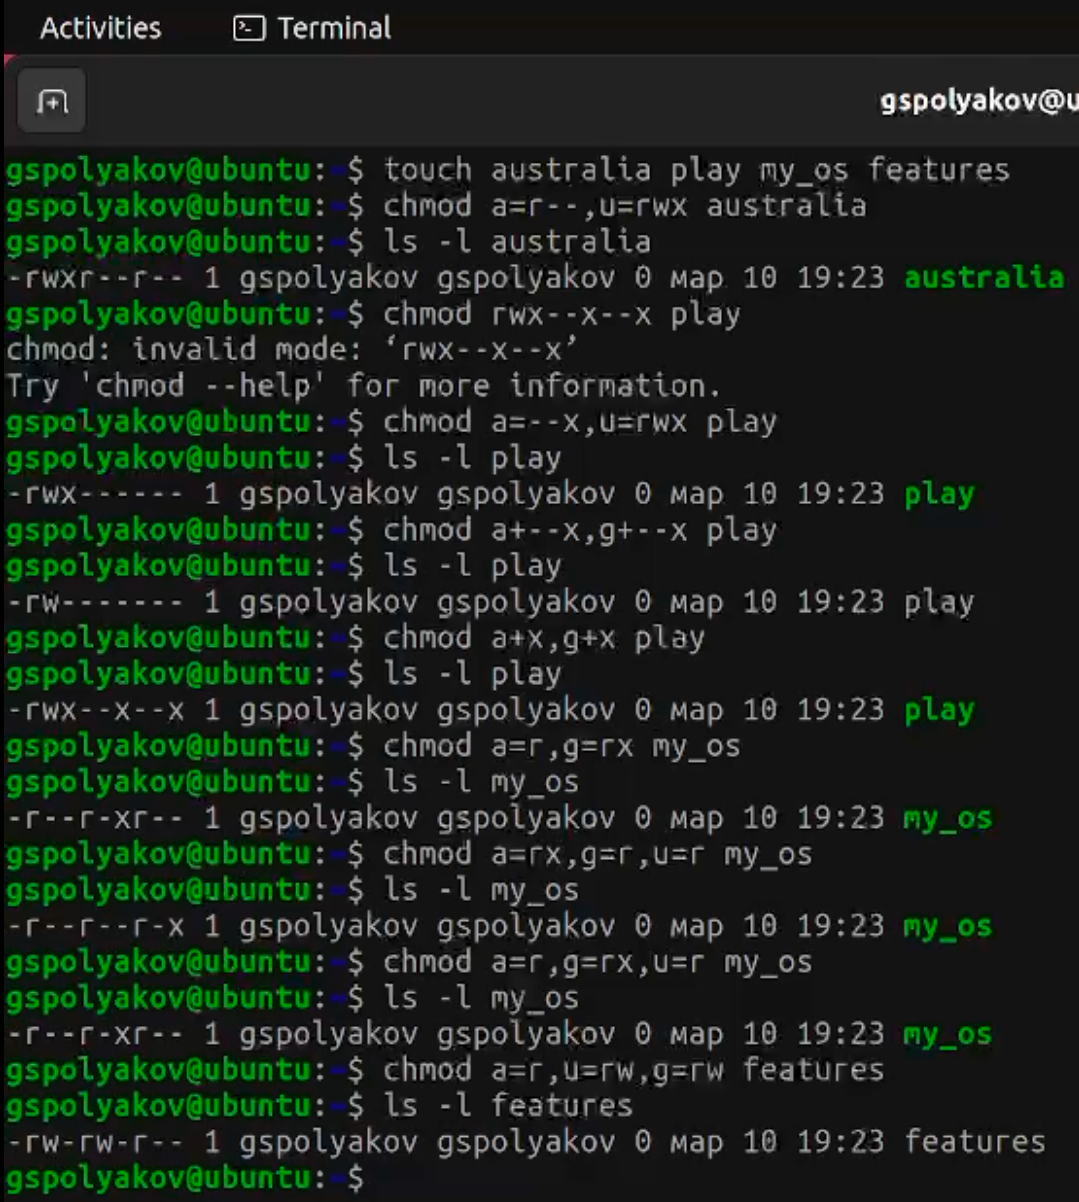 Activities Terminal
gspolyakov@u
gspolyakov@ubuntu:~$ touch australia play my_os features
gspolyakov@ubuntu:~$ chmod a=r--,u=rwx australia
gspolyakov@ubuntu:~$ ls -l australia
-rwxr--r-- 1 gspolyakov gspolyakov 0 мар 10 19:23 australia
gspolyakov@ubuntu:~$ chmod rwx--x--x play
chmod: invalid mode: ‘rwx--x--x’
Try 'chmod --help' for more information.
gspolyakov@ubuntu:~$ chmod a=--x,u=rwx play
gspolyakov@ubuntu:~$ ls -l play
-rwx------ 1 gspolyakov gspolyakov 0 мар 10 19:23 play
gspolyakov@ubuntu:~$ chmod a+--x,g+--x play
gspolyakov@ubuntu:~$ ls -l play
-rw------- 1 gspolyakov gspolyakov 0 мар 10 19:23 play
gspolyakov@ubuntu:~$ chmod a+x,g+x play
gspolyakov@ubuntu:~$ ls -l play
-rwx--x--x 1 gspolyakov gspolyakov 0 мар 10 19:23 play
gspolyakov@ubuntu:~$ chmod a=r,g=rx my_os
gspolyakov@ubuntu:~$ ls -l my_os
-r--r-xr-- 1 gspolyakov gspolyakov 0 мар 10 19:23 my_os
gspolyakov@ubuntu:~$ chmod a=rx,g=r,u=r my_os
gspolyakov@ubuntu:~$ ls -l my_os
-r--r--r-x 1 gspolyakov gspolyakov 0 мар 10 19:23 my_os
gspolyakov@ubuntu:~$ chmod a=r,g=rx,u=r my_os
gspolyakov@ubuntu:~$ ls -l my_os
-r--r-xr-- 1 gspolyakov gspolyakov 0 мар 10 19:23 my_os
gspolyakov@ubuntu:~$ chmod a=r,u=rw,g=rw features
gspolyakov@ubuntu:~$ ls -l features
-rw-rw-r-- 1 gspolyakov gspolyakov 0 мар 10 19:23 features
gspolyakov@ubuntu:~$